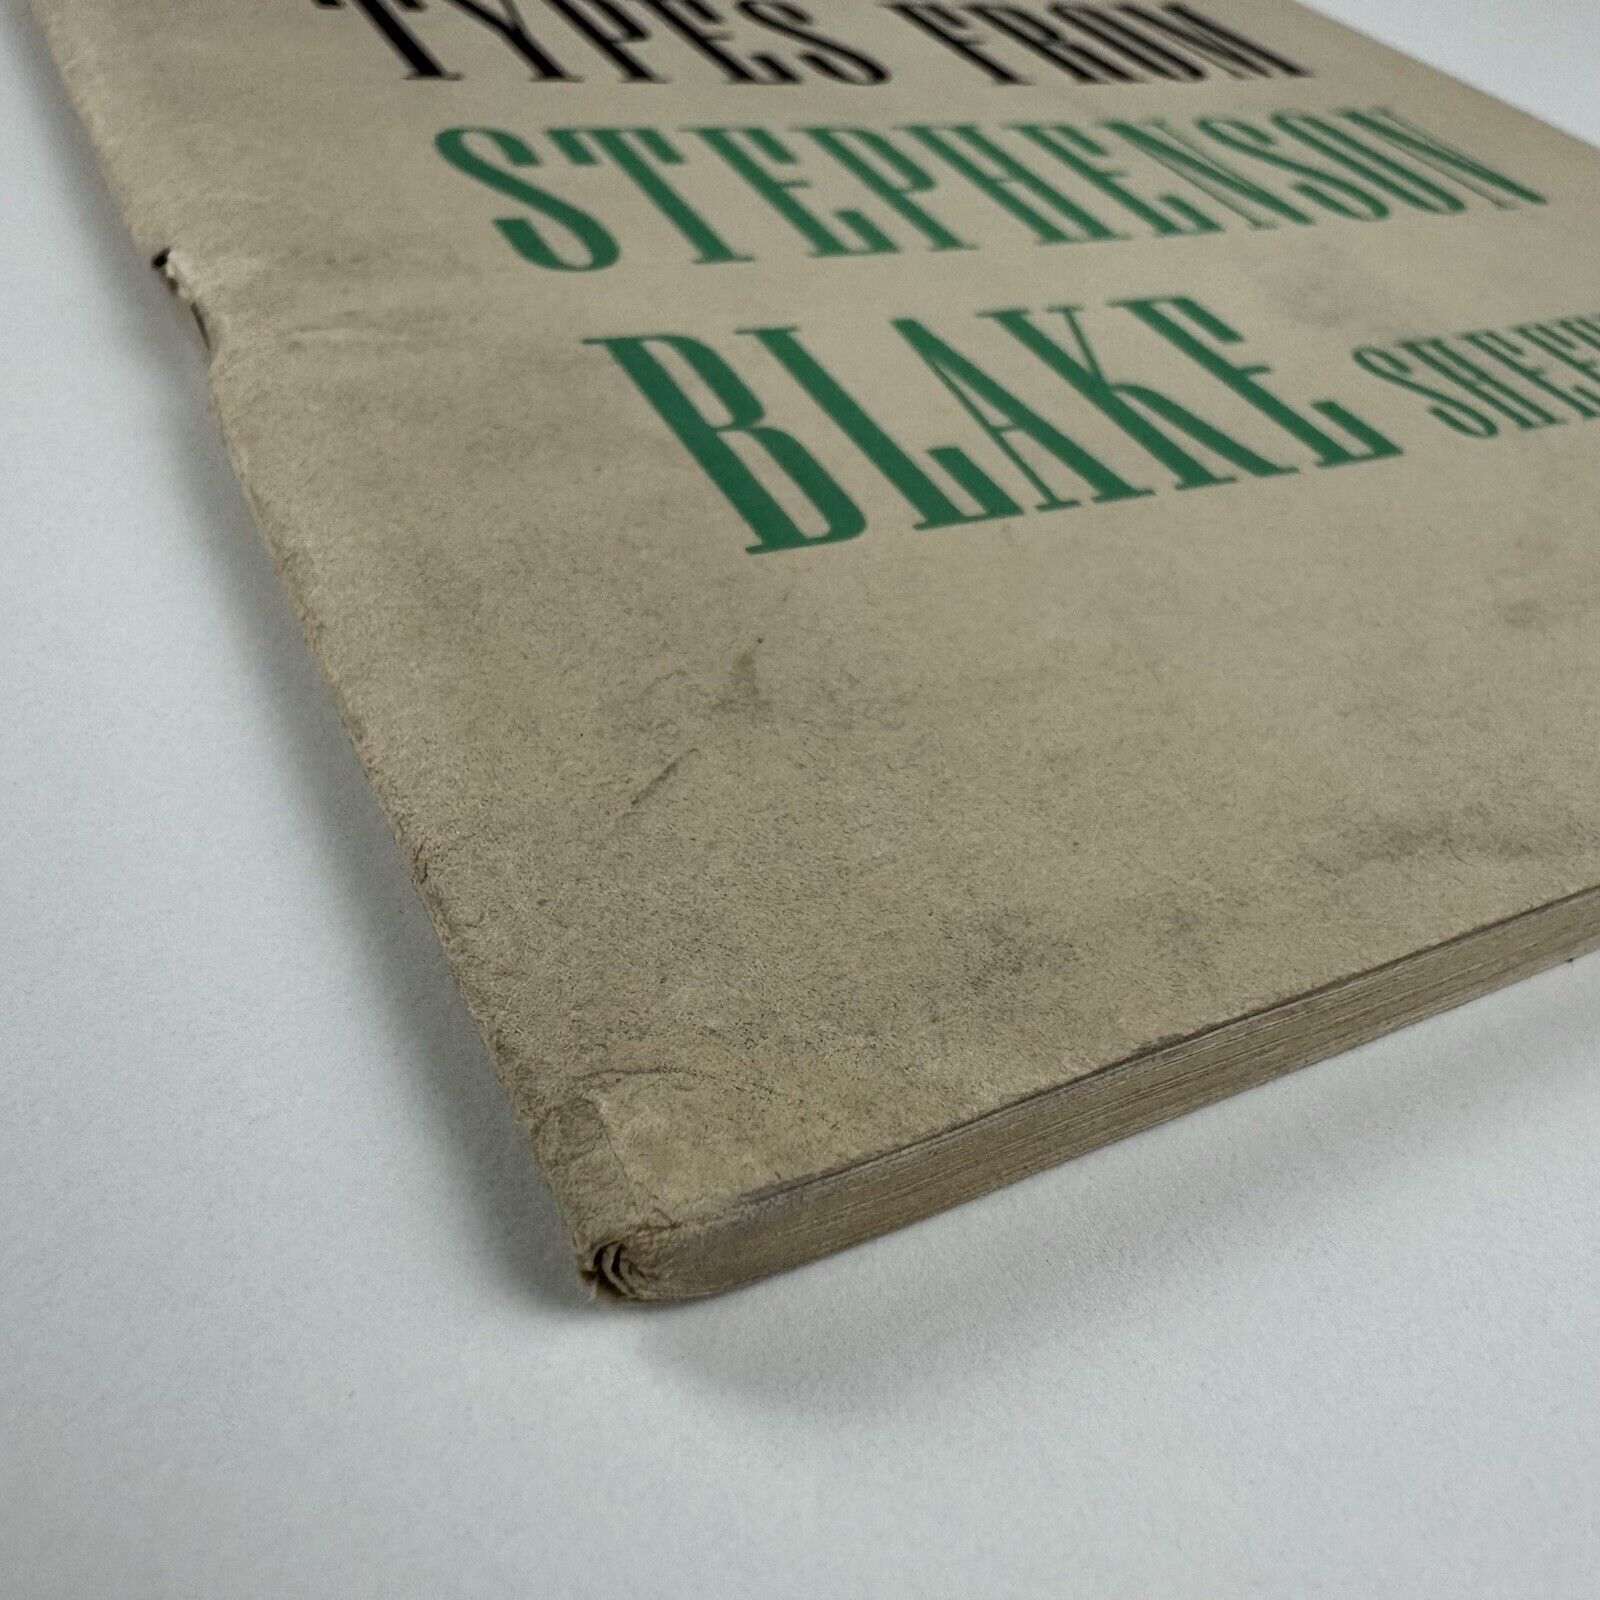 TYPES FROM
STEPHENSON
BLAKE